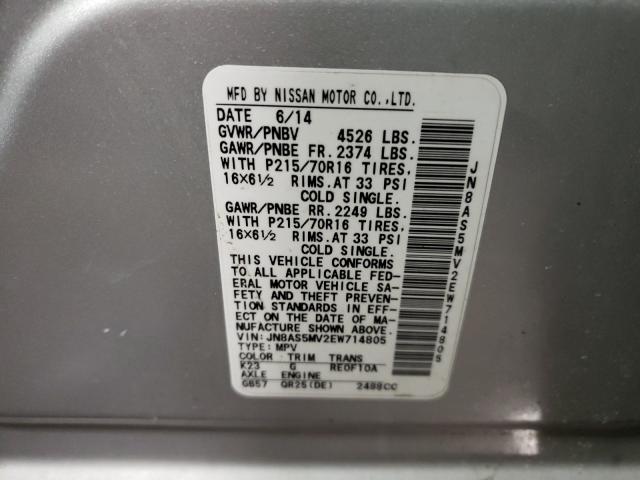 MFD BY NISSAN MOTOR CO.,LTD.
DATE 6/14
GVWR/PNBV 4526 LBS.
GAWR/PNBE FR. 2374 LBS.
WITH P215/70R16 TIRES,
16X6½ RIMS.AT 33 PSI
COLD SINGLE.
GAWR/PNBE RR. 2249 LBS.
WITH P215/70R16 TIRES,
16X6½ RIMS.AT 33 PSI
COLD SINGLE.
THIS VEHICLE CONFORMS
TO ALL APPLICABLE FED-
ERAL MOTOR VEHICLE SA-
FETY AND THEFT PREVEN-
TION STANDARDS IN EFF-
ECT ON THE DATE OF MA-
NUFACTURE SHOWN ABOVE.
VIN: JN8AS5MV2EW714805
TYPE: MPV
COLOR TRIM TRANS
K23 G RE0F10A
AXLE ENGINE
GB57 QR25(DE) 2488CC
JN8AS5MV2EW714805